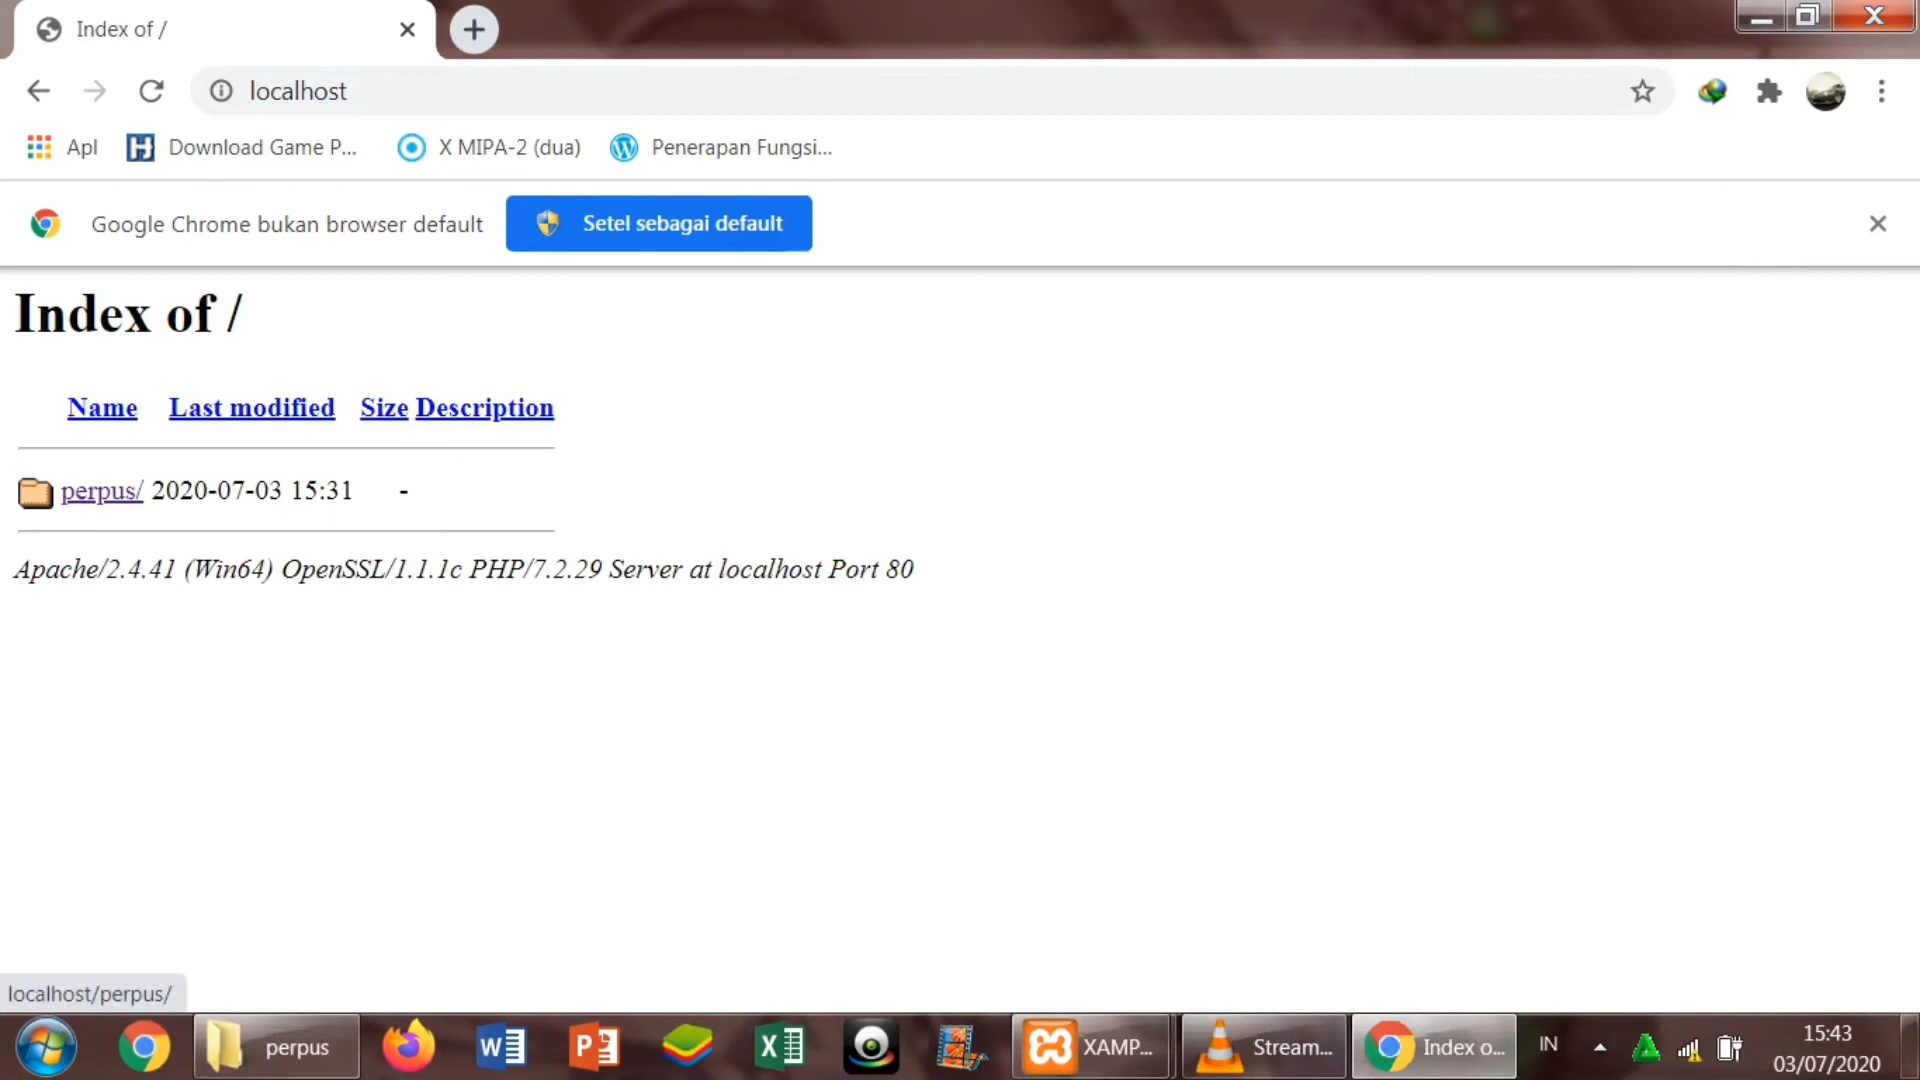 Index of /
localhost
Apl
Download Game P...
X MIPA-2 (dua)
Penerapan Fungsi...
Google Chrome bukan browser default
Setel sebagai default
Index of /
Name Last modified Size Description
perpus/ 2020-07-03 15:31 -
Apache/2.4.41 (Win64) OpenSSL/1.1.1c PHP/7.2.29 Server at localhost Port 80
localhost/perpus/
perpus
XAMP...
Stream...
Index o...
IN
15:43
03/07/2020